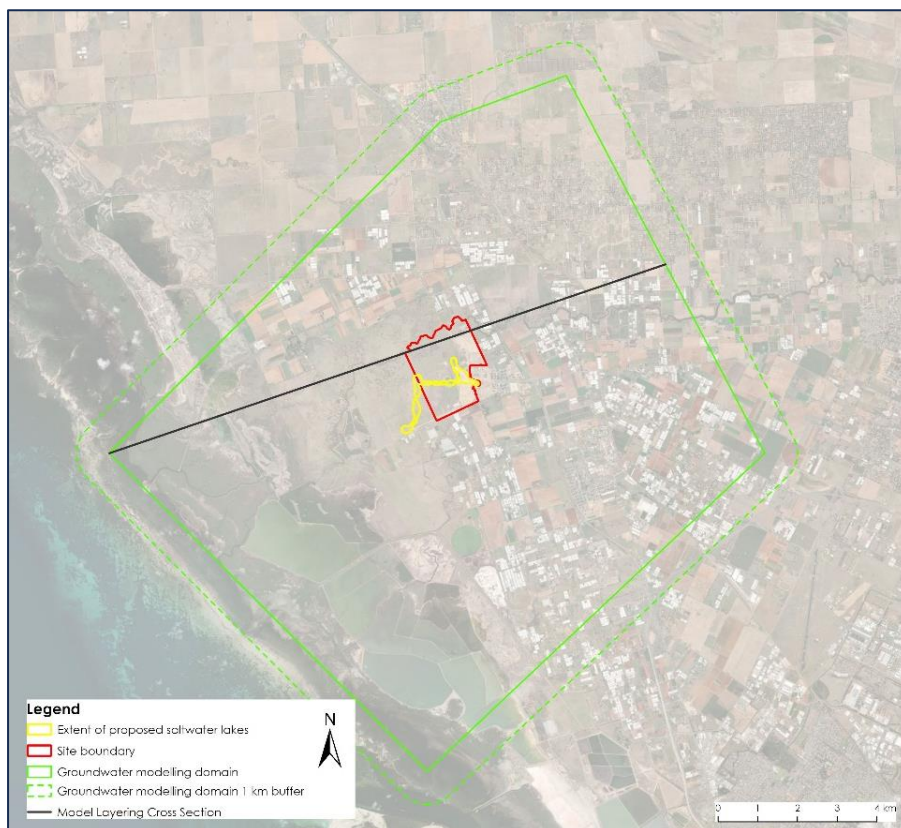 Legend
Extent of proposed saltwater lakes
Site boundary
Groundwater modelling domain
Groundwater modelling domain 1 km buffer
Model Layering Cross Section
N
0 1 2 3 4 km